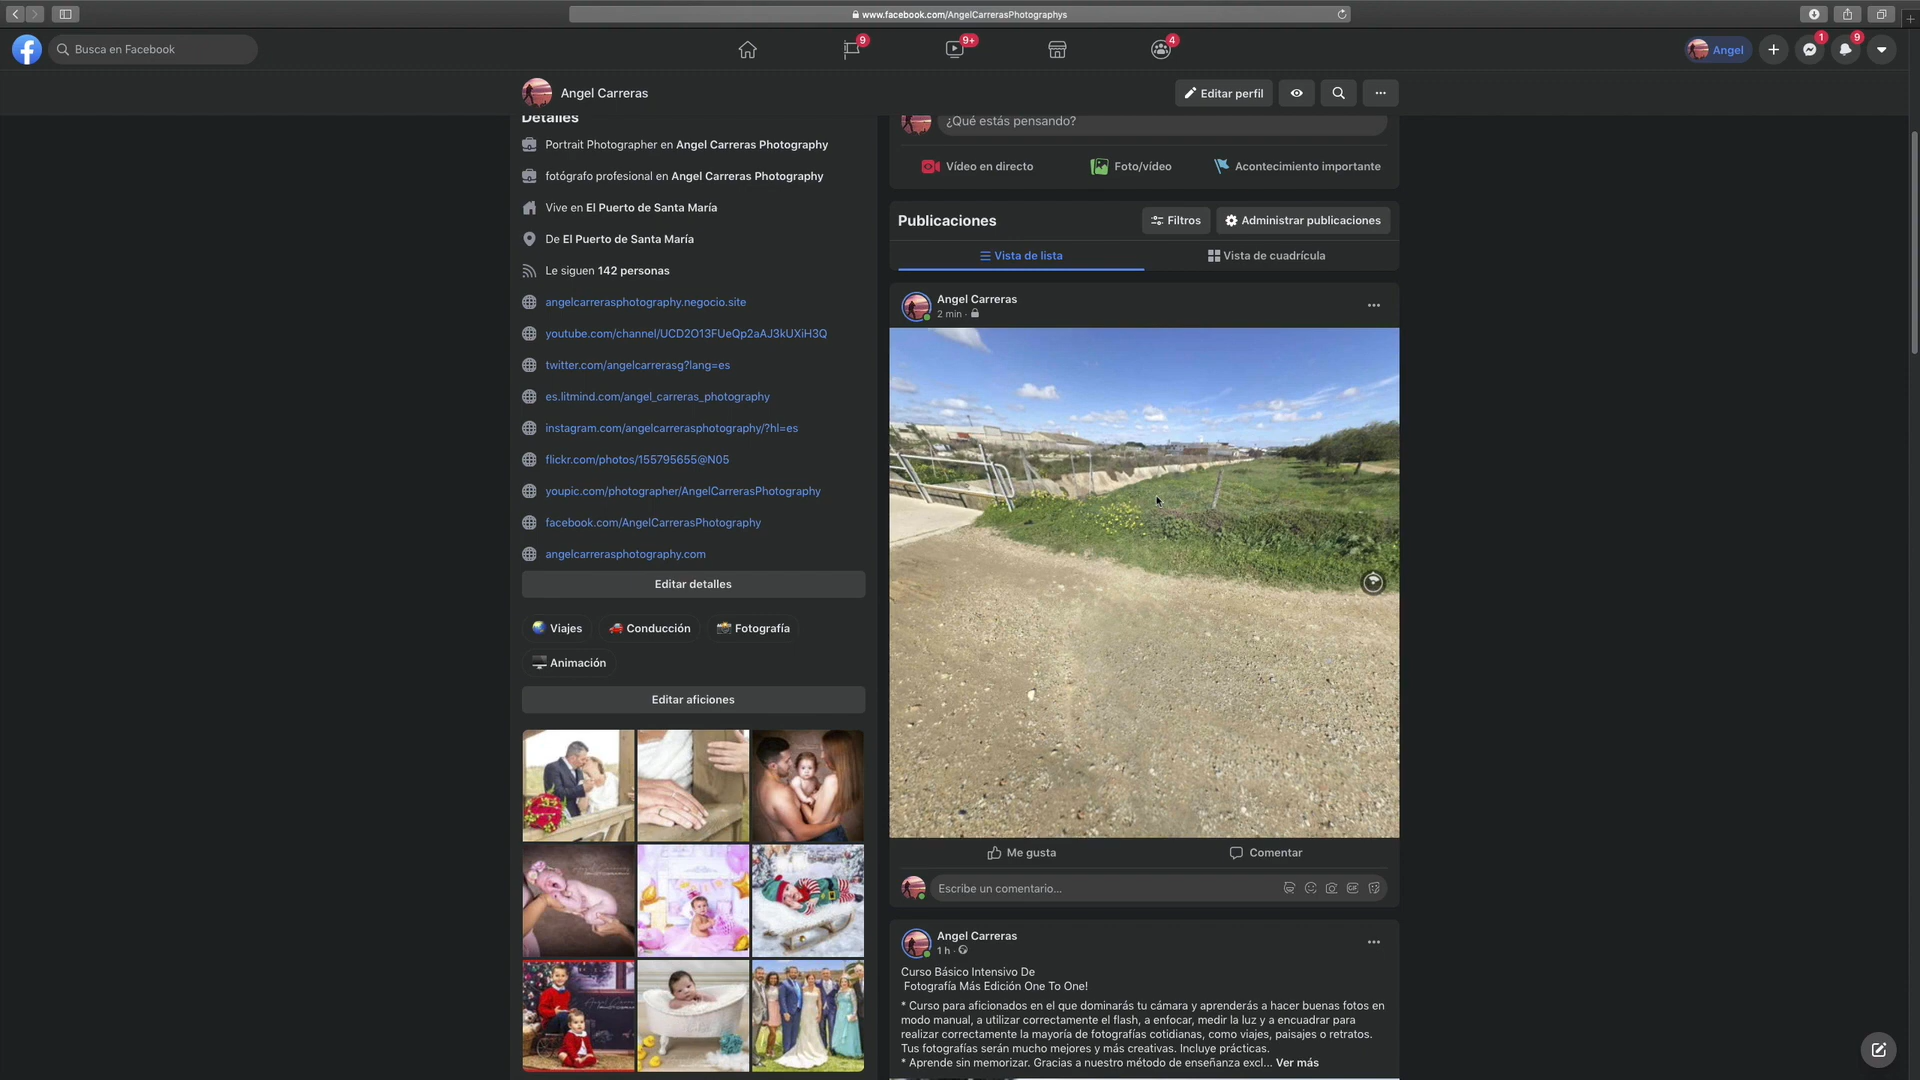 www.facebook.com/AngelCarrerasPhotographys
Busca en Facebook
9
9+
4
Angel
1
9
Angel Carreras
Editar perfil
Detalles
Portrait Photographer en Angel Carreras Photography
fotógrafo profesional en Angel Carreras Photography
Vive en El Puerto de Santa María
De El Puerto de Santa María
Le siguen 142 personas
angelcarrerasphotography.negocio.site
youtube.com/channel/UCD2O13FUeQp2aAJ3kUXiH3Q
twitter.com/angelcarrerasg?lang=es
es.litmind.com/angel_carreras_photography
instagram.com/angelcarrerasphotography/?hl=es
flickr.com/photos/155795655@N05
youpic.com/photographer/AngelCarrerasPhotography
facebook.com/AngelCarrerasPhotography
angelcarrerasphotography.com
Editar detalles
Viajes
Conducción
Fotografía
Animación
Editar aficiones
¿Qué estás pensando?
Vídeo en directo
Foto/vídeo
Acontecimiento importante
Publicaciones
Filtros
Administrar publicaciones
Vista de lista
Vista de cuadrícula
Angel Carreras
2 min ·
Me gusta
Comentar
Escribe un comentario...
Angel Carreras
1 h ·
Curso Básico Intensivo De
Fotografía Más Edición One To One!
* Curso para aficionados en el que dominarás tu cámara y aprenderás a hacer buenas fotos en
modo manual, a utilizar correctamente el flash, a enfocar, medir la luz y a encuadrar para
realizar correctamente la mayoría de fotografías cotidianas, como viajes, paisajes o retratos.
Tus fotografías serán mucho mejores y más creativas. Incluye prácticas.
* Aprende sin memorizar. Gracias a nuestro método de enseñanza excl... Ver más